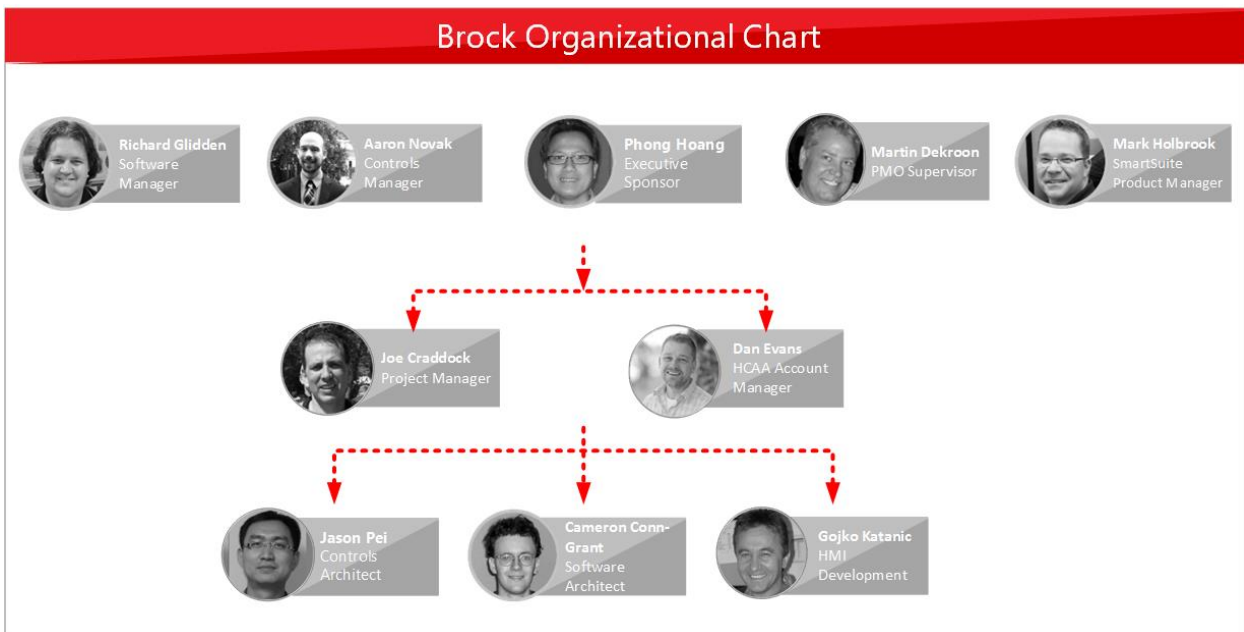 Brock Organizational Chart
Richard Glidden
Software
Manager
Aaron Novak
Controls
Manager
Phong Hoang
Executive
Sponsor
Martin Dekroon
PMO Supervisor
Mark Holbrook
SmartSuite
Product Manager
Joe Craddock
Project Manager
Dan Evans
HCAA Account
Manager
Jason Pei
Controls
Architect
Cameron Conn-
Grant
Software
Architect
Gojko Katanic
HMI
Development